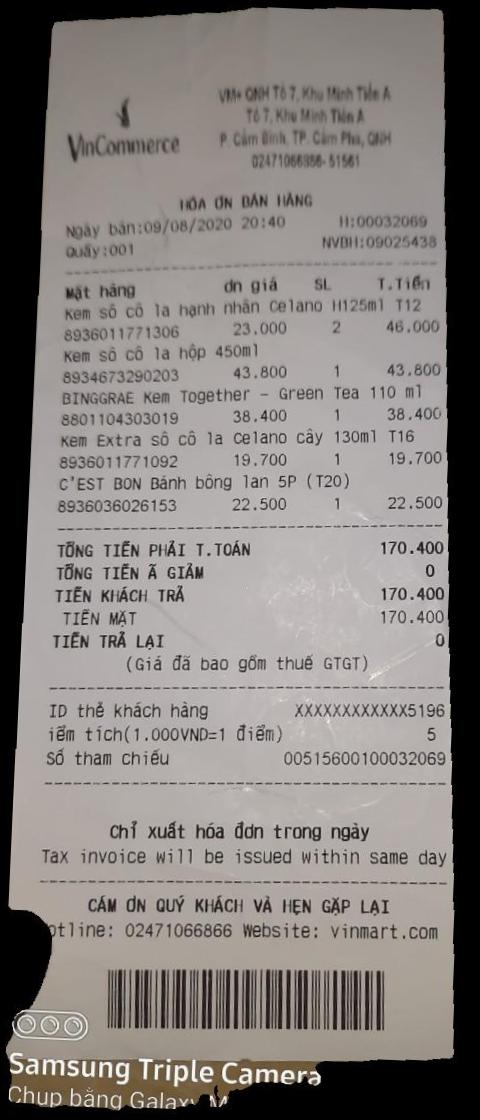 VinCommerce
VM+ QNH Tổ 7, Khu Minh Tiến A
Tổ 7, Khu Minh Tiến A
P. Cẩm Bình, TP. Cẩm Phả, QNH
02471066866-51561
HÓA ƠN BÁN HÀNG
Ngày bán:09/08/2020 20:40 H:00032069
Quầy:001 NVBH:09025438
Mặt hàng ơn giá SL T.Tiền
Kem sô cô la hạnh nhân Celano H125ml T12
8936011771306 23.000 2 46.000
Kem sô cô la hộp 450ml
8934673290203 43.800 1 43.800
BINGGRAE Kem Together - Green Tea 110 ml
8801104303019 38.400 1 38.400
Kem Extra sô cô la Celano cây 130ml T16
8936011771092 19.700 1 19.700
C'EST BON Bánh bông lan 5P (T20)
8936036026153 22.500 1 22.500
TỔNG TIỀN PHẢI T.TOÁN 170.400
TỔNG TIỀN Ã GIẢM 0
TIỀN KHÁCH TRẢ 170.400
TIỀN MẶT 170.400
TIỀN TRẢ LẠI 0
(Giá đã bao gồm thuế GTGT)
ID thẻ khách hàng XXXXXXXXXXXX5196
iểm tích(1.000VND=1 điểm) 5
Số tham chiếu 00515600100032069
Chỉ xuất hóa đơn trong ngày
Tax invoice will be issued within same day
CẢM ƠN QUÝ KHÁCH VÀ HẸN GẶP LẠI
otline: 02471066866 Website: vinmart.com
Samsung Triple Camera
Chụp bằng Galaxy M